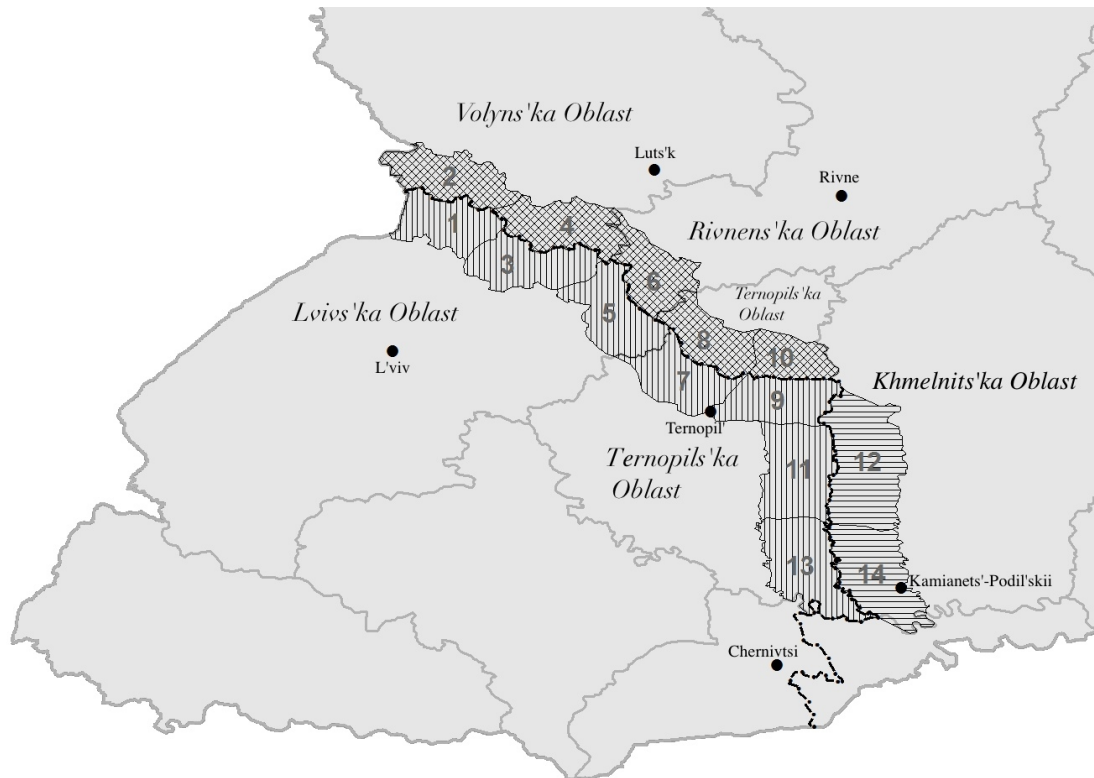 Volyns'ka Oblast
Luts'k
Rivne
2
1
4
Rivnens'ka Oblast
3
6
Ternopils'ka
Oblast
Lvivs'ka Oblast
5
8
10
L'viv
7
Khmelnits'ka Oblast
9
Ternopil'
Ternopils'ka
Oblast
11
12
13
14
Kamianets'-Podil'skii
Chernivtsi